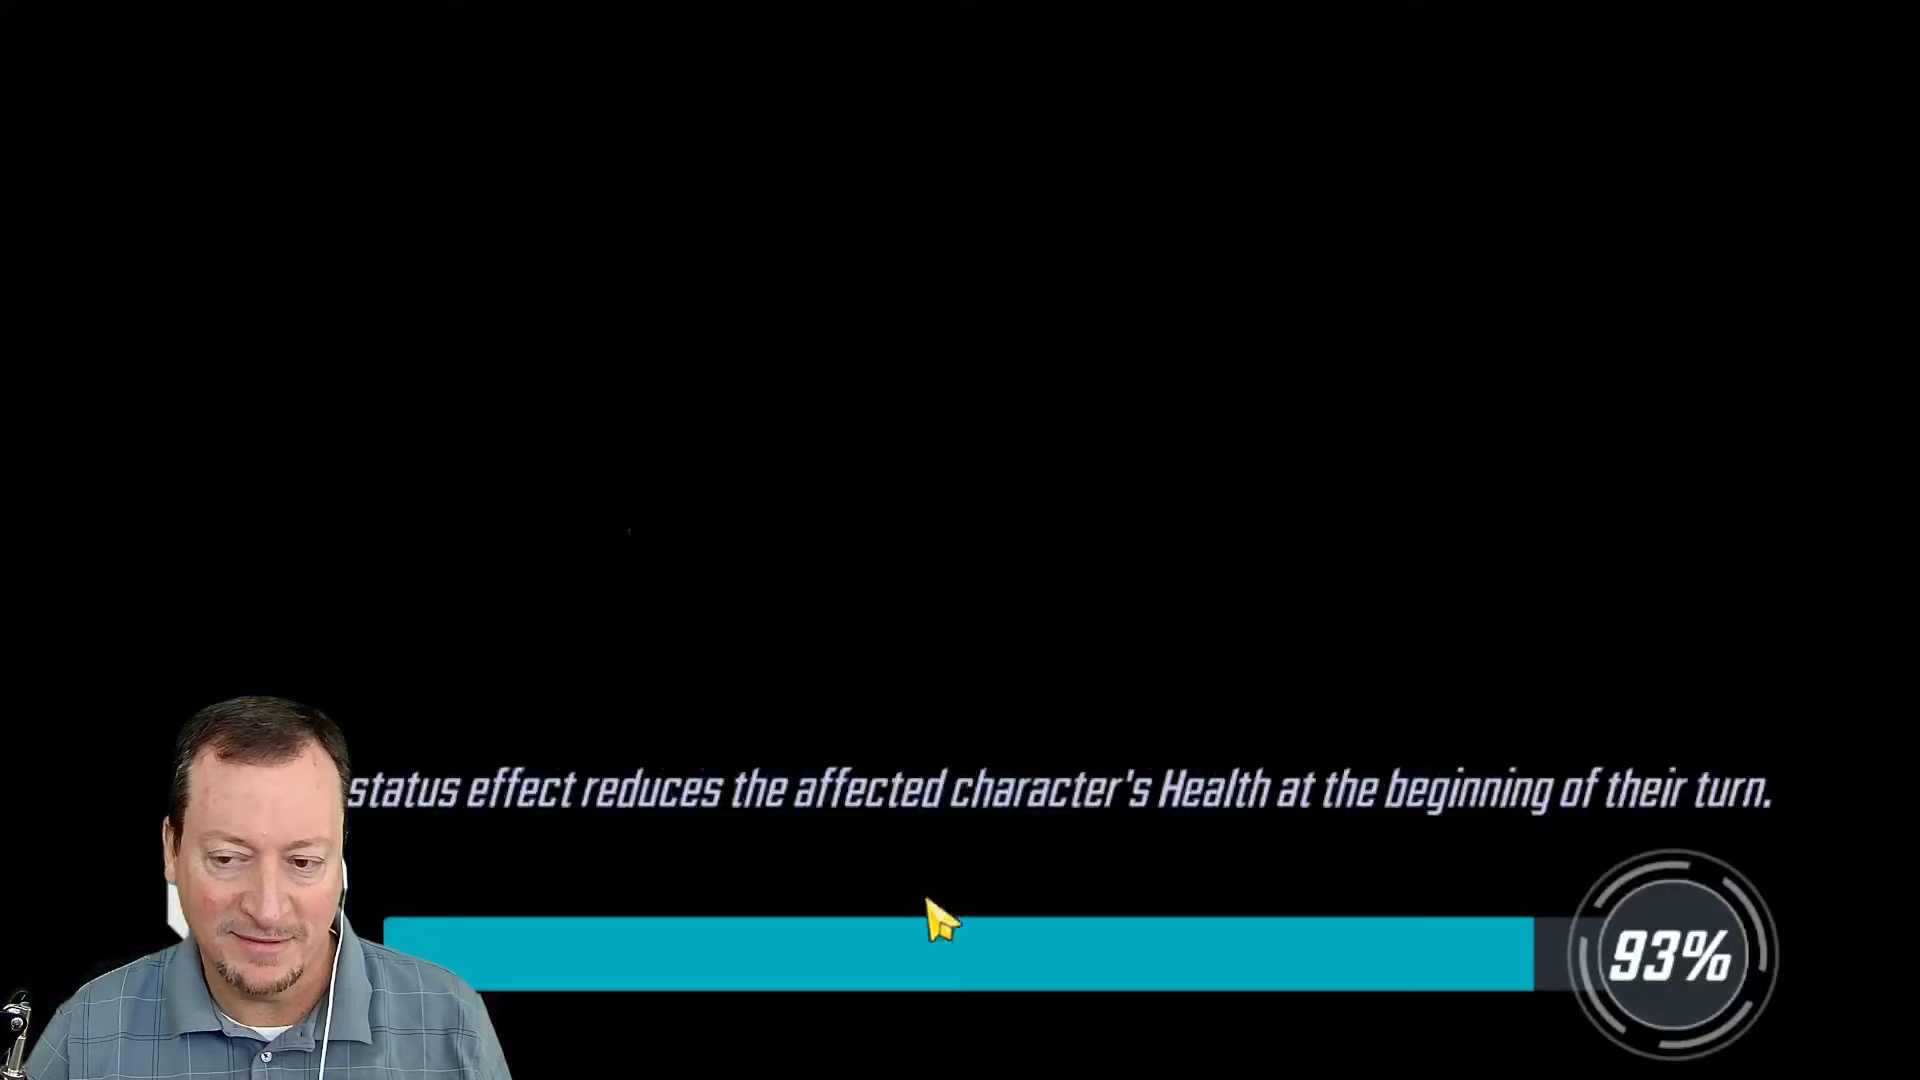 status effect reduces the affected character's Health at the beginning of their turn.
93%